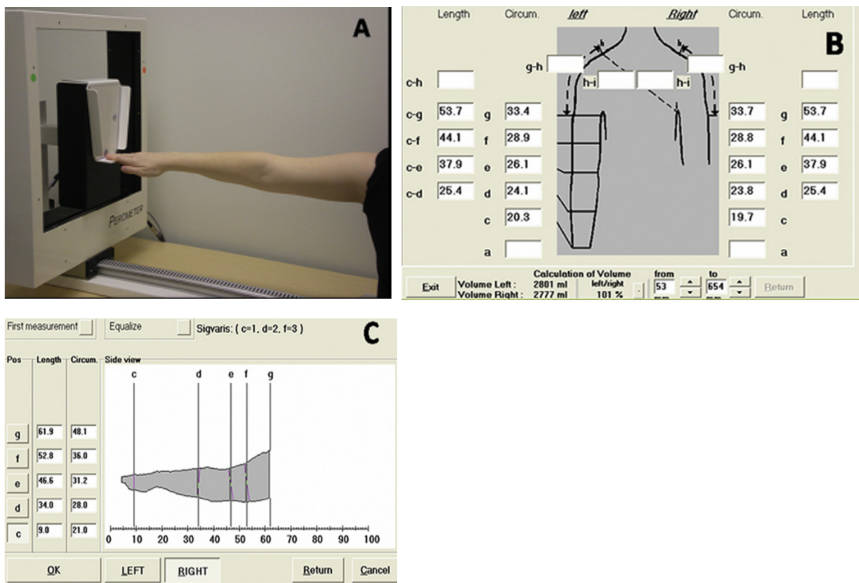 A
PEROMETER
B
Length Circum. left Right Circum. Length
g-h g-h
c-h h-i h-i
c-g 53.7 g 33.4 33.7 g 53.7
c-f 44.1 f 28.9 28.8 f 44.1
c-e 37.9 e 26.1 26.1 e 37.9
c-d 25.4 d 24.1 23.8 d 25.4
c 20.3 19.7 c
a a
Calculation of Volume from to
Exit Volume Left : 2801 ml left/right 53 654 Return
Volume Right : 2777 ml 101 %
First measurement Equalize Sigvaris: ( c=1, d=2, f=3 ) C
Pos Length Circum. Side view
c d e f g
g 61.9 48.1
f 52.8 36.0
e 46.6 31.2
d 34.0 28.0
c 9.0 21.0
0 10 20 30 40 50 60 70 80 90 100
OK LEFT RIGHT Return Cancel